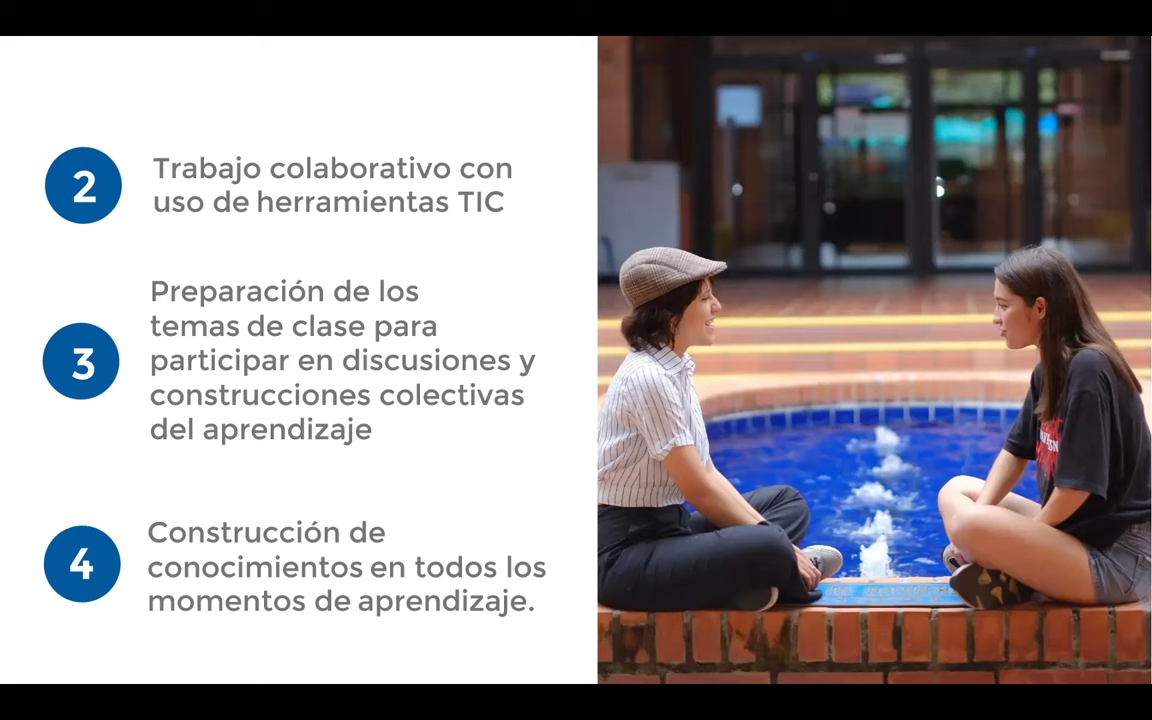 2
Trabajo colaborativo con
uso de herramientas TIC
3
Preparación de los
temas de clase para
participar en discusiones y
construcciones colectivas
del aprendizaje
4
Construcción de
conocimientos en todos los
momentos de aprendizaje.